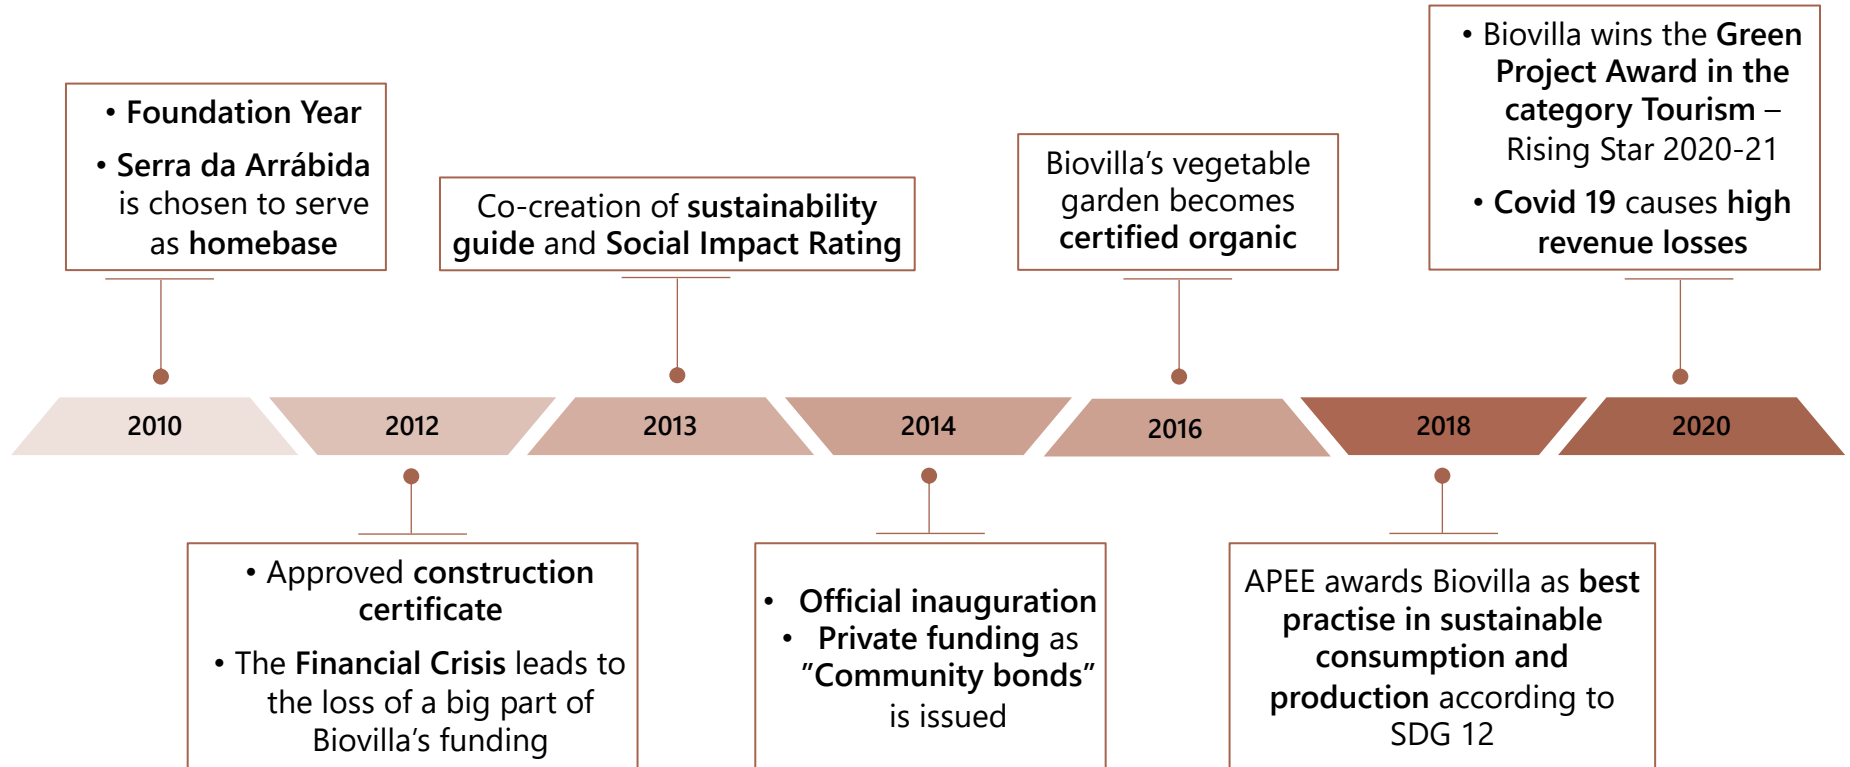 • Foundation Year
• Serra da Arrábida
is chosen to serve
as homebase
Co-creation of sustainability
guide and Social Impact Rating
Biovilla’s vegetable
garden becomes
certified organic
• Biovilla wins the Green
Project Award in the
category Tourism –
Rising Star 2020-21
• Covid 19 causes high
revenue losses
2010
2012
2013
2014
2016
2018
2020
• Approved construction
certificate
• The Financial Crisis leads to
the loss of a big part of
Biovilla’s funding
• Official inauguration
• Private funding as
”Community bonds”
is issued
APEE awards Biovilla as best
practise in sustainable
consumption and
production according to
SDG 12